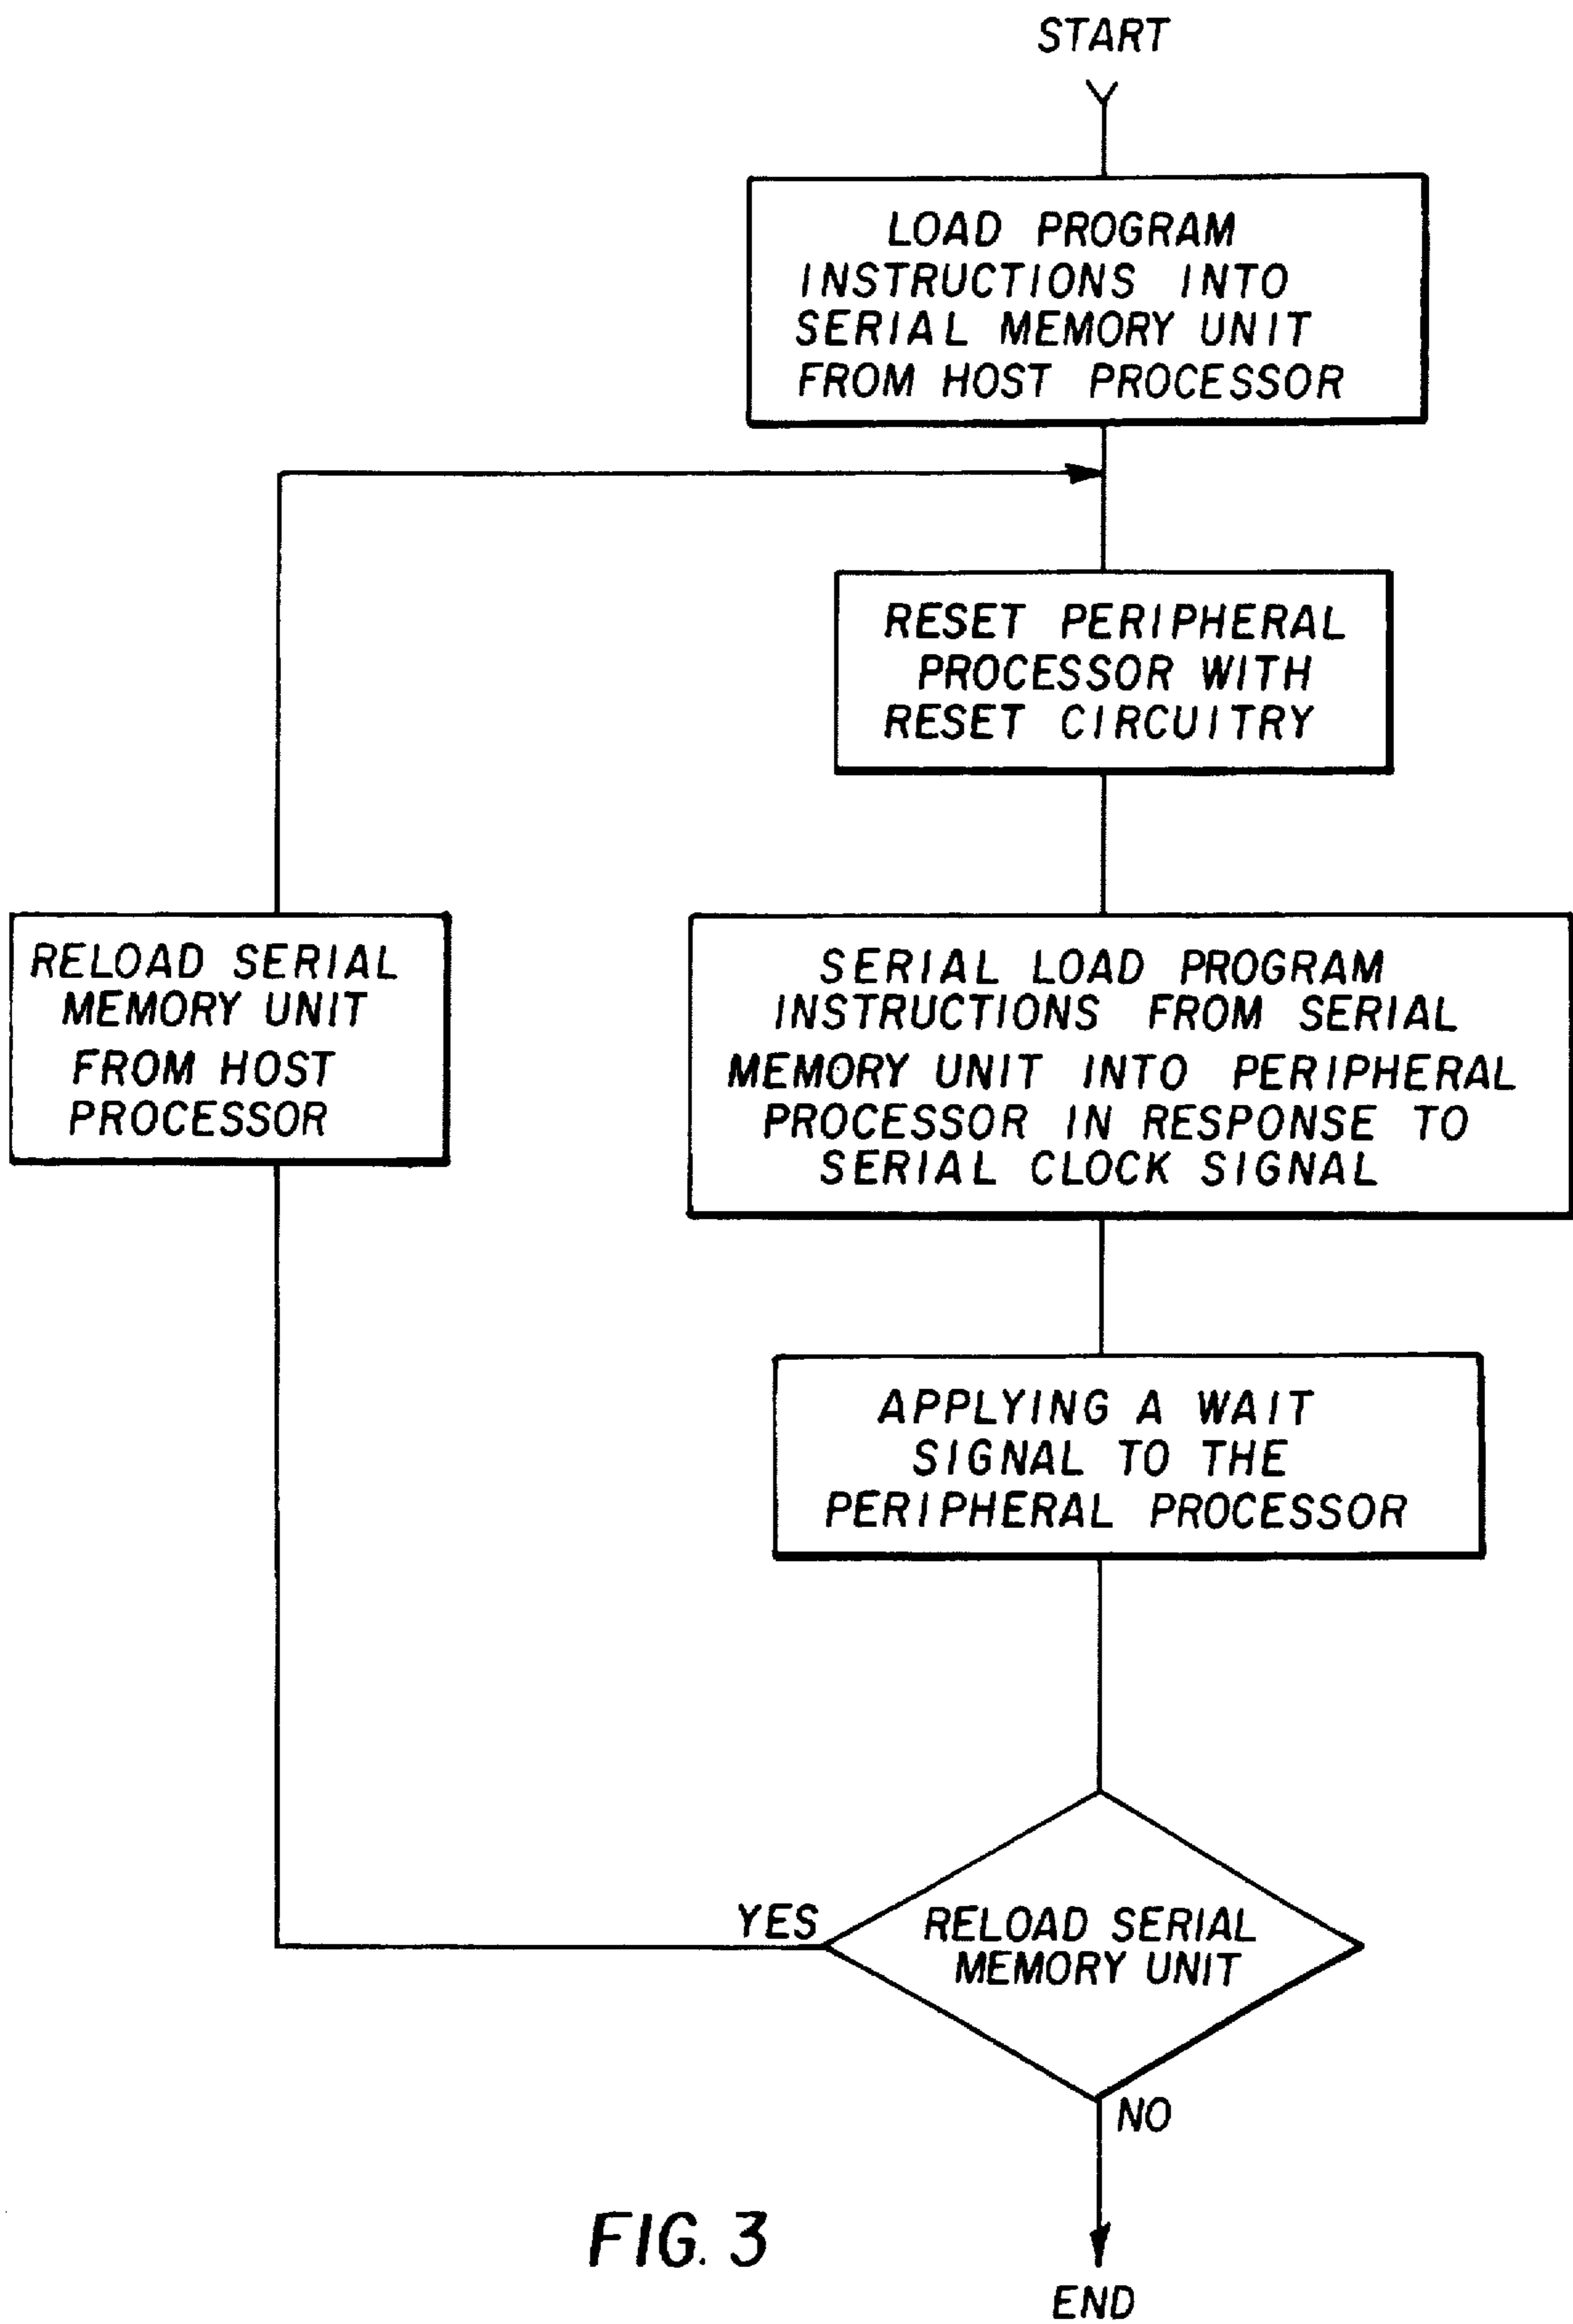 START
LOAD PROGRAM
INSTRUCTIONS INTO
SERIAL MEMORY UNIT
FROM HOST PROCESSOR
RESET PERIPHERAL
PROCESSOR WITH
RESET CIRCUITRY
RELOAD SERIAL
MEMORY UNIT
FROM HOST
PROCESSOR
SERIAL LOAD PROGRAM
INSTRUCTIONS FROM SERIAL
MEMORY UNIT INTO PERIPHERAL
PROCESSOR IN RESPONSE TO
SERIAL CLOCK SIGNAL
APPLYING A WAIT
SIGNAL TO THE
PERIPHERAL PROCESSOR
YES
RELOAD SERIAL
MEMORY UNIT
NO
FIG. 3
END